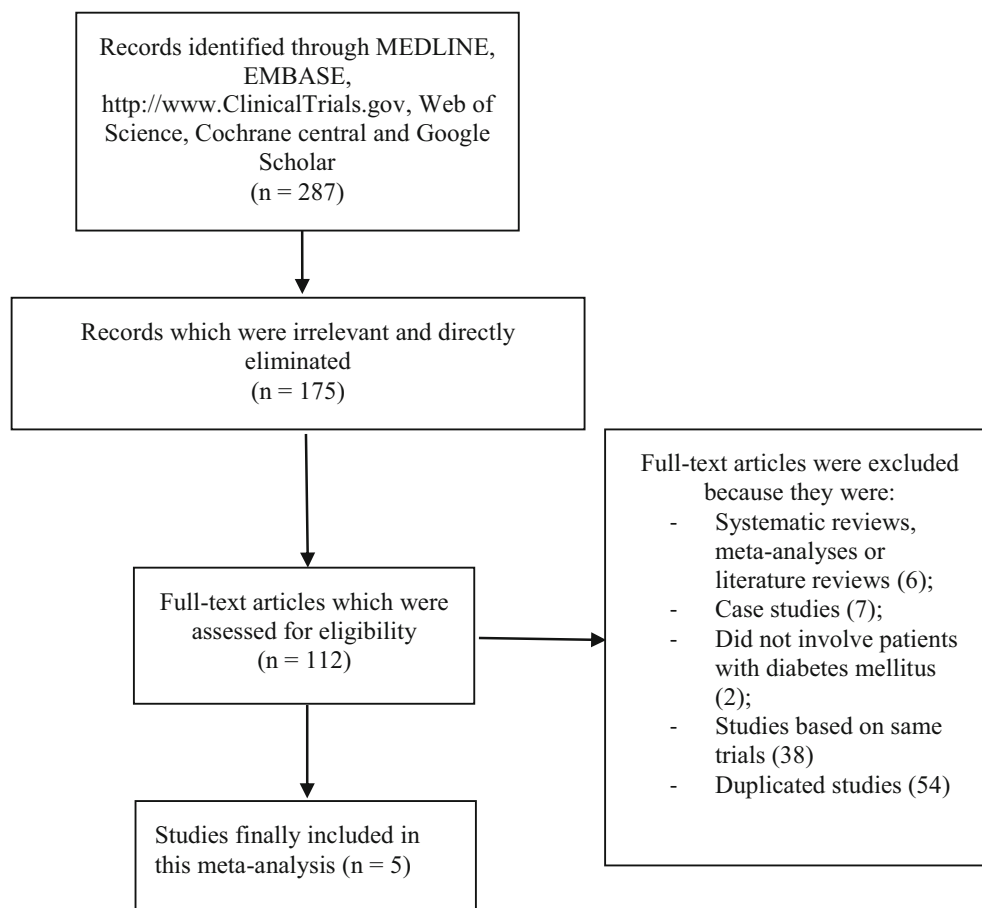 Records identified through MEDLINE,
EMBASE,
http://www.ClinicalTrials.gov, Web of
Science, Cochrane central and Google
Scholar
(n = 287)
Records which were irrelevant and directly
eliminated
(n = 175)
Full-text articles which were
assessed for eligibility
(n = 112)
Full-text articles were excluded
because they were:
- Systematic reviews,
meta-analyses or
literature reviews (6);
- Case studies (7);
- Did not involve patients
with diabetes mellitus
(2);
- Studies based on same
trials (38)
- Duplicated studies (54)
Studies finally included in
this meta-analysis (n = 5)